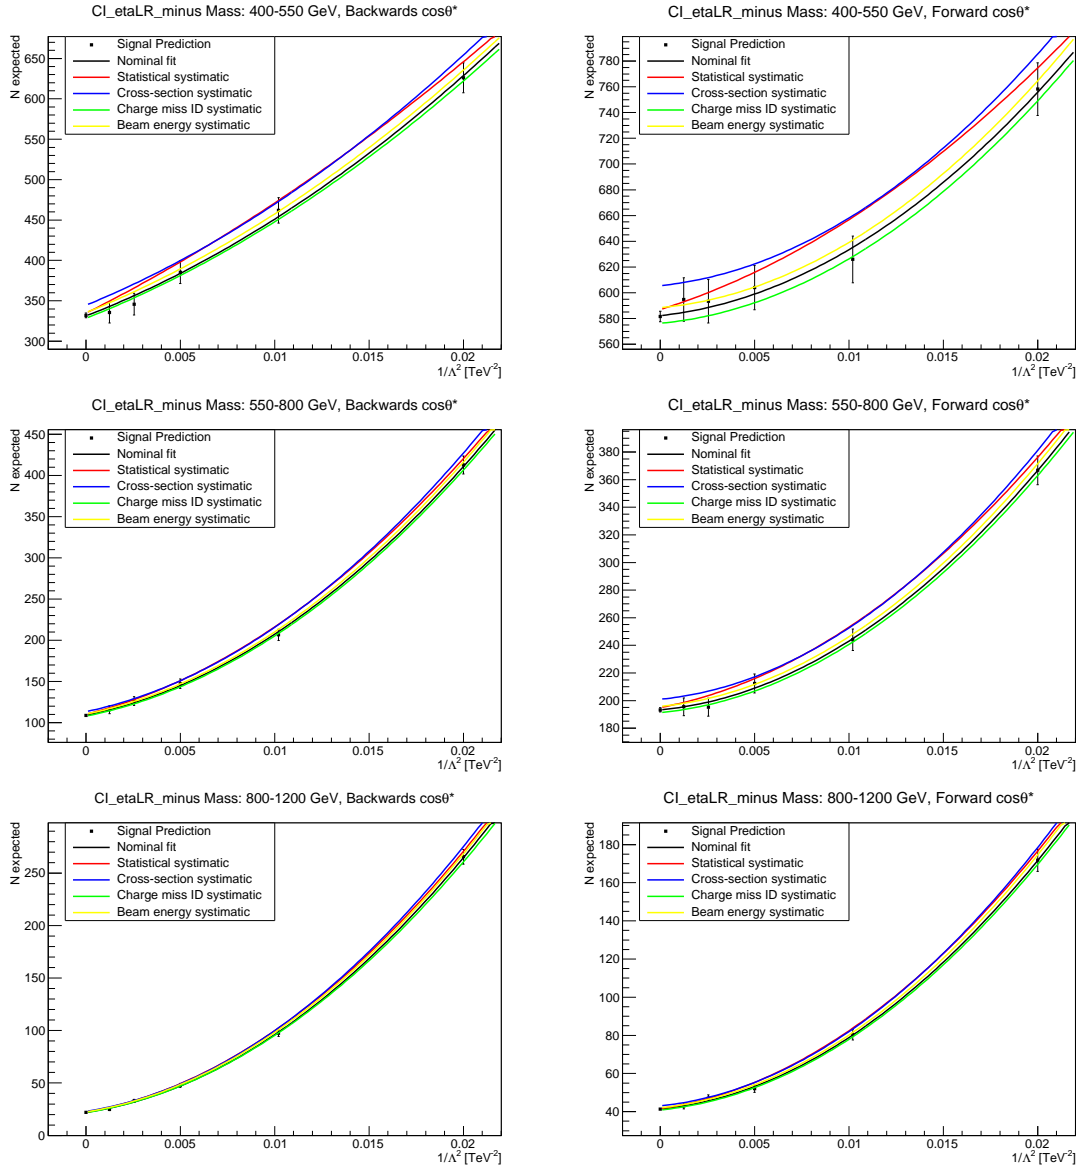 CI_etaLR_minus Mass: 400-550 GeV, Backwards cosθ*
N expected
Signal Prediction
Nominal fit
Statistical systimatic
Cross-section systimatic
Charge miss ID systimatic
Beam energy systimatic
650
600
550
500
450
400
350
300
0 0.005 0.01 0.015 0.02
1/Λ² [TeV⁻²]
CI_etaLR_minus Mass: 400-550 GeV, Forward cosθ*
N expected
Signal Prediction
Nominal fit
Statistical systimatic
Cross-section systimatic
Charge miss ID systimatic
Beam energy systimatic
780
760
740
720
700
680
660
640
620
600
580
560
0 0.005 0.01 0.015 0.02
1/Λ² [TeV⁻²]
CI_etaLR_minus Mass: 550-800 GeV, Backwards cosθ*
N expected
Signal Prediction
Nominal fit
Statistical systimatic
Cross-section systimatic
Charge miss ID systimatic
Beam energy systimatic
450
400
350
300
250
200
150
100
0 0.005 0.01 0.015 0.02
1/Λ² [TeV⁻²]
CI_etaLR_minus Mass: 550-800 GeV, Forward cosθ*
N expected
Signal Prediction
Nominal fit
Statistical systimatic
Cross-section systimatic
Charge miss ID systimatic
Beam energy systimatic
380
360
340
320
300
280
260
240
220
200
180
0 0.005 0.01 0.015 0.02
1/Λ² [TeV⁻²]
CI_etaLR_minus Mass: 800-1200 GeV, Backwards cosθ*
N expected
Signal Prediction
Nominal fit
Statistical systimatic
Cross-section systimatic
Charge miss ID systimatic
Beam energy systimatic
250
200
150
100
50
0
0 0.005 0.01 0.015 0.02
1/Λ² [TeV⁻²]
CI_etaLR_minus Mass: 800-1200 GeV, Forward cosθ*
N expected
Signal Prediction
Nominal fit
Statistical systimatic
Cross-section systimatic
Charge miss ID systimatic
Beam energy systimatic
180
160
140
120
100
80
60
40
0 0.005 0.01 0.015 0.02
1/Λ² [TeV⁻²]